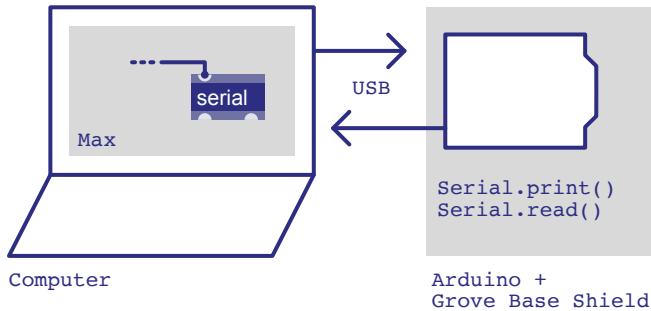 serial
Max
USB
Serial.print()
Serial.read()
Computer
Arduino +
Grove Base Shield